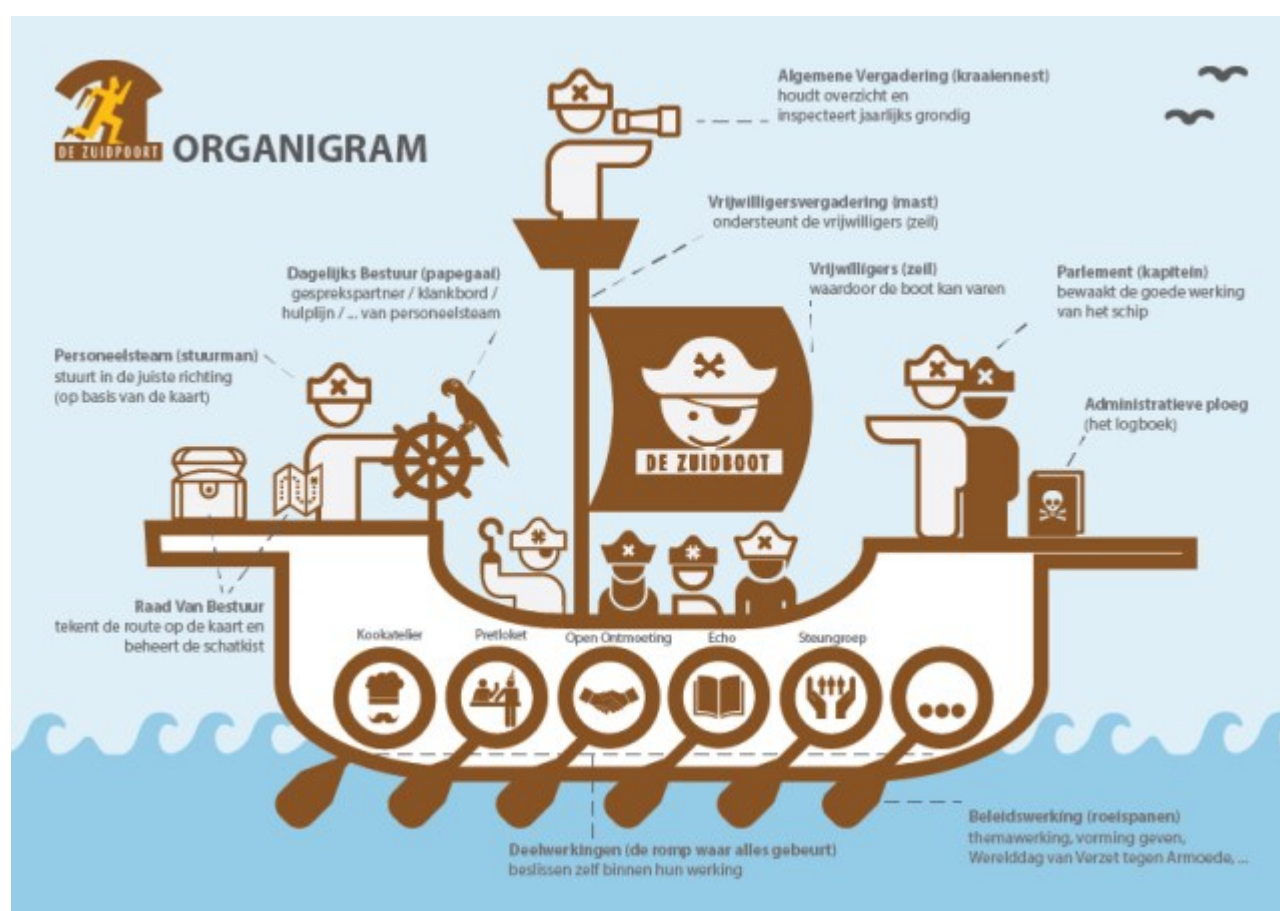 DE ZUIDPOORT
ORGANIGRAM
Algemene Vergadering (kraaiennest)
houdt overzicht en
inspecteert jaarlijks grondig
Vrijwilligersvergadering (mast)
ondersteunt de vrijwilligers (zeil)
Dagelijks Bestuur (papegaai)
gesprekspartner / klankbord /
hulplijn / ... van personeelsteam
Vrijwilligers (zeil)
waardoor de boot kan varen
Parlement (kapitein)
bewaakt de goede werking
van het schip
Personeelsteam (stuurman)
stuurt in de juiste richting
(op basis van de kaart)
Administratieve ploeg
(het logboek)
DE ZUIDBOOT
Raad Van Bestuur
tekent de route op de kaart en
beheert de schatkist
Kookatelier
Pretloket
Open Ontmoeting
Echo
Steungroep
Beleidswerking (roeispanen)
themawerking, vorming geven,
Werelddag van Verzet tegen Armoede, ...
Deelwerkingen (de romp waar alles gebeurt)
beslissen zelf binnen hun werking